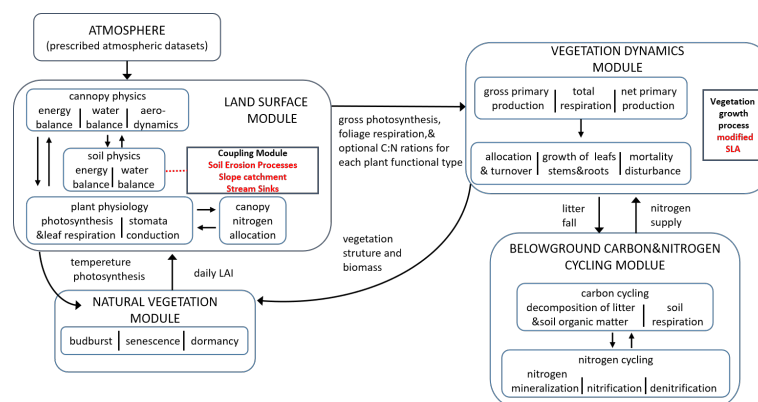 ATMOSPHERE
(prescribed atmospheric datasets)
LAND SURFACE
MODULE
cannopy physics
energy | water | aero-
balance | balance | dynamics
soil physics
energy | water
balance | balance
Coupling Module
Soil Erosion Processes
Slope catchment
Stream Sinks
plant physiology
photosynthesis | stomata
&leaf respiration | conduction
canopy
nitrogen
allocation
gross photosynthesis,
foliage respiration,&
optional C:N rations for
each plant functional type
VEGETATION DYNAMICS
MODULE
gross primary | total | net primary
production | respiration | production
allocation | growth of leafs | mortality
& turnover | stems&roots | disturbance
Vegetation
growth
process
modified
SLA
tempereture
photosynthesis
daily LAI
vegetation
struture and
biomass
litter
fall
nitrogen
supply
NATURAL VEGETATION
MODULE
budburst | senescence | dormancy
BELOWGROUND CARBON&NITROGEN
CYCLING MODLUE
carbon cycling
decomposition of litter | soil
&soil organic matter | respiration
nitrogen cycling
nitrogen
mineralization | nitrification | denitrification